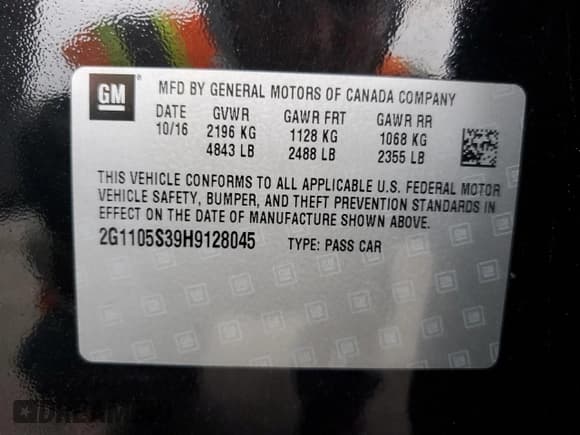 GM
MFD BY GENERAL MOTORS OF CANADA COMPANY
DATE GVWR GAWR FRT GAWR RR
10/16 2196 KG 1128 KG 1068 KG
4843 LB 2488 LB 2355 LB
THIS VEHICLE CONFORMS TO ALL APPLICABLE U.S. FEDERAL MOTOR
VEHICLE SAFETY, BUMPER, AND THEFT PREVENTION STANDARDS IN
EFFECT ON THE DATE OF MANUFACTURE SHOWN ABOVE.
2G1105S39H9128045 TYPE: PASS CAR